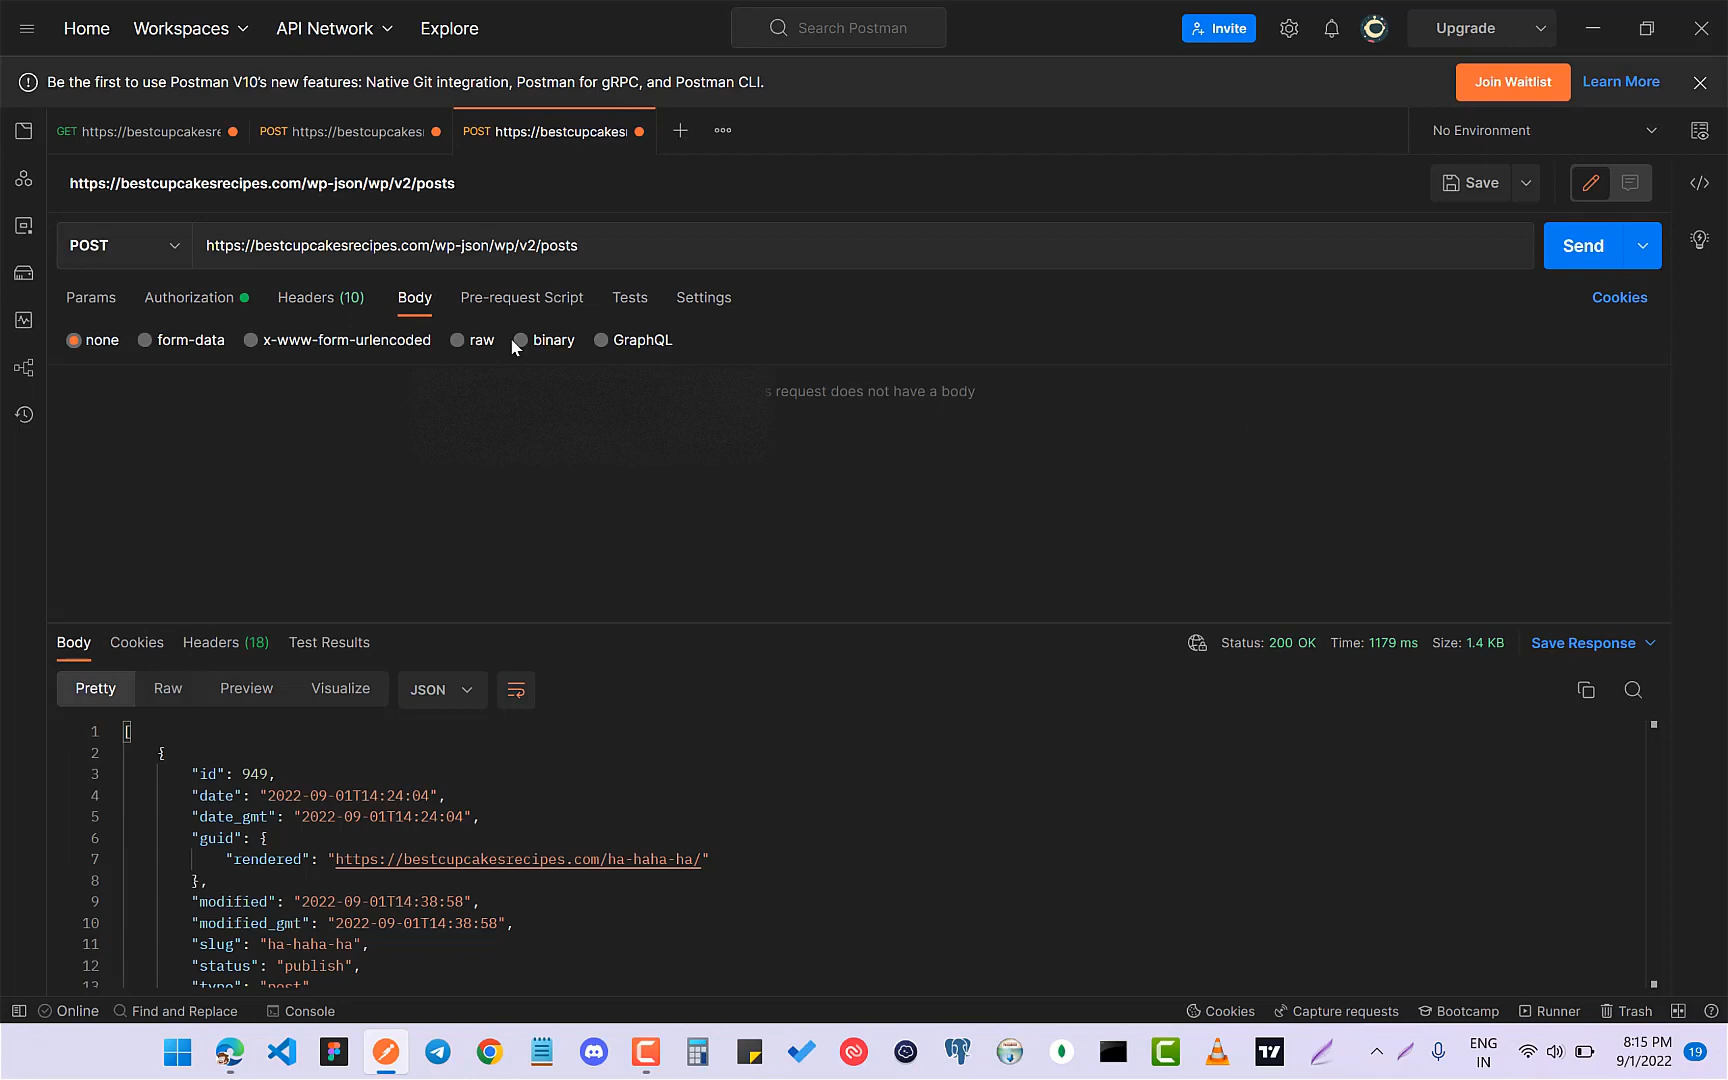 Home Workspaces API Network Explore Search Postman Invite Upgrade
Be the first to use Postman V10's new features: Native Git integration, Postman for gRPC, and Postman CLI. Join Waitlist Learn More
GET https://bestcupcakesre POST https://bestcupcakes POST https://bestcupcakes No Environment
https://bestcupcakesrecipes.com/wp-json/wp/v2/posts Save
POST https://bestcupcakesrecipes.com/wp-json/wp/v2/posts Send
Params Authorization Headers (10) Body Pre-request Script Tests Settings Cookies
none form-data x-www-form-urlencoded raw binary GraphQL
s request does not have a body
Body Cookies Headers (18) Test Results Status: 200 OK Time: 1179 ms Size: 1.4 KB Save Response
Pretty Raw Preview Visualize JSON
1 [
2 {
3 "id": 949,
4 "date": "2022-09-01T14:24:04",
5 "date_gmt": "2022-09-01T14:24:04",
6 "guid": {
7 "rendered": "https://bestcupcakesrecipes.com/ha-haha-ha/"
8 },
9 "modified": "2022-09-01T14:38:58",
10 "modified_gmt": "2022-09-01T14:38:58",
11 "slug": "ha-haha-ha",
12 "status": "publish",
13 "type": "post"
Online Find and Replace Console Cookies Capture requests Bootcamp Runner Trash
ENG 8:15 PM
IN 9/1/2022 19